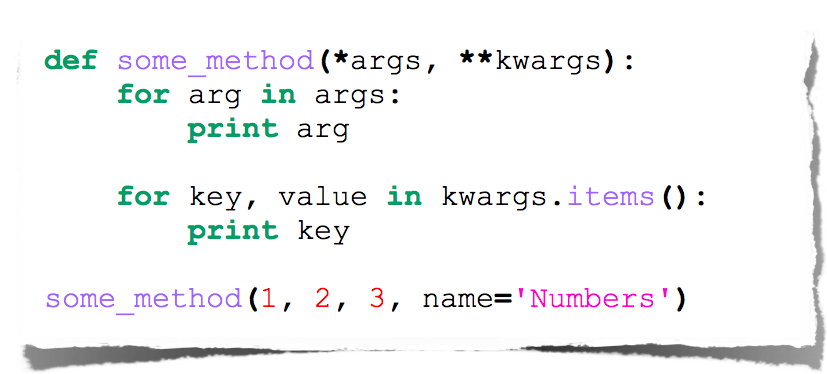 def some_method(*args, **kwargs):
    for arg in args:
        print arg

    for key, value in kwargs.items():
        print key

some_method(1, 2, 3, name='Numbers')